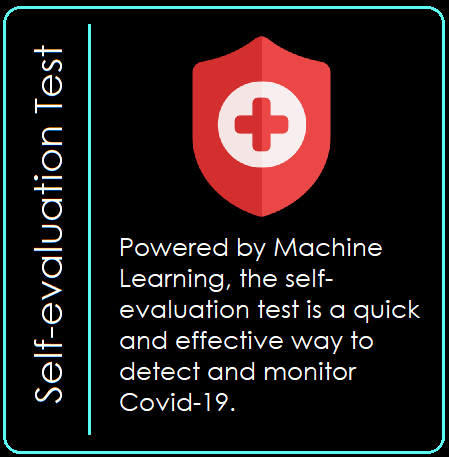 Self-evaluation Test
Powered by Machine
Learning, the self-
evaluation test is a quick
and effective way to
detect and monitor
Covid-19.